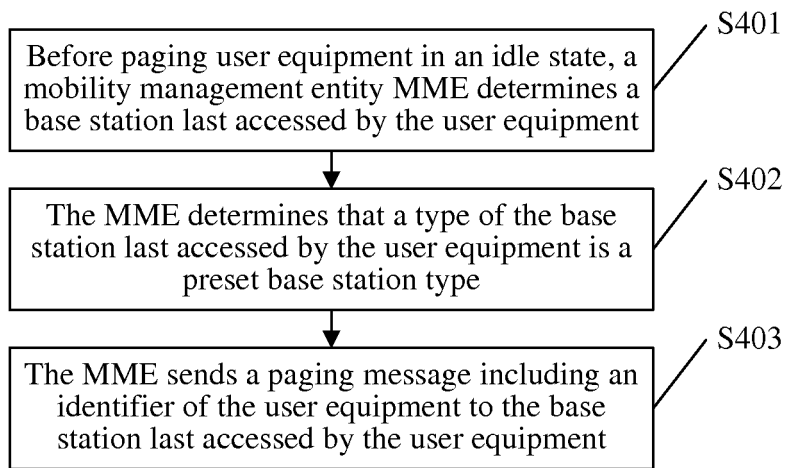 S401
Before paging user equipment in an idle state, a
mobility management entity MME determines a
base station last accessed by the user equipment
S402
The MME determines that a type of the base
station last accessed by the user equipment is a
preset base station type
S403
The MME sends a paging message including an
identifier of the user equipment to the base
station last accessed by the user equipment